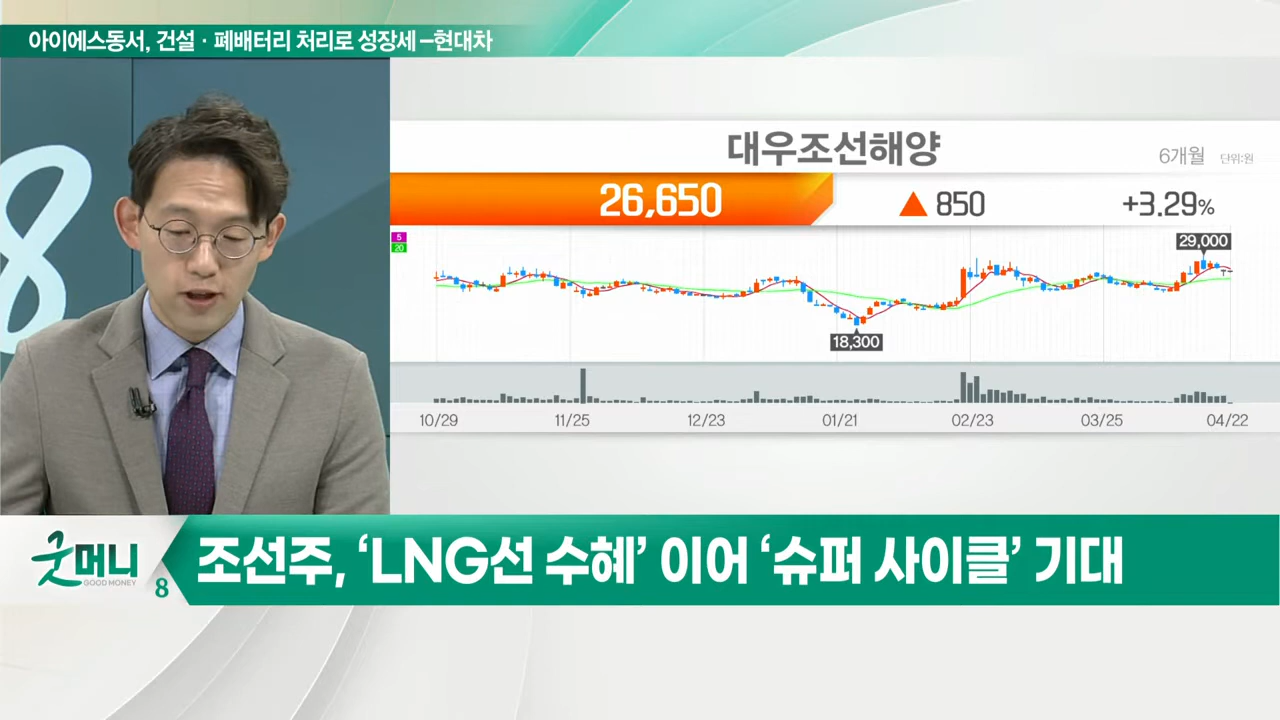 아이에스동서, 건설·폐배터리 처리로 성장세 –현대차
8
대우조선해양
6개월 단위:원
26,650 ▲ 850 +3.29%
5
20
29,000
18,300
10/29 11/25 12/23 01/21 02/23 03/25 04/22
굿머니
GOOD MONEY
8
조선주, ‘LNG선 수혜’ 이어 ‘슈퍼 사이클’ 기대